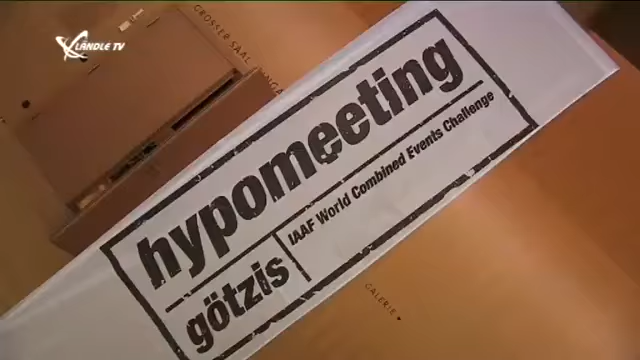 LÄNDLE TV
GROSSER SAAL
hypomeeting
götzis
IAAF World Combined Events Challenge
GALERIE